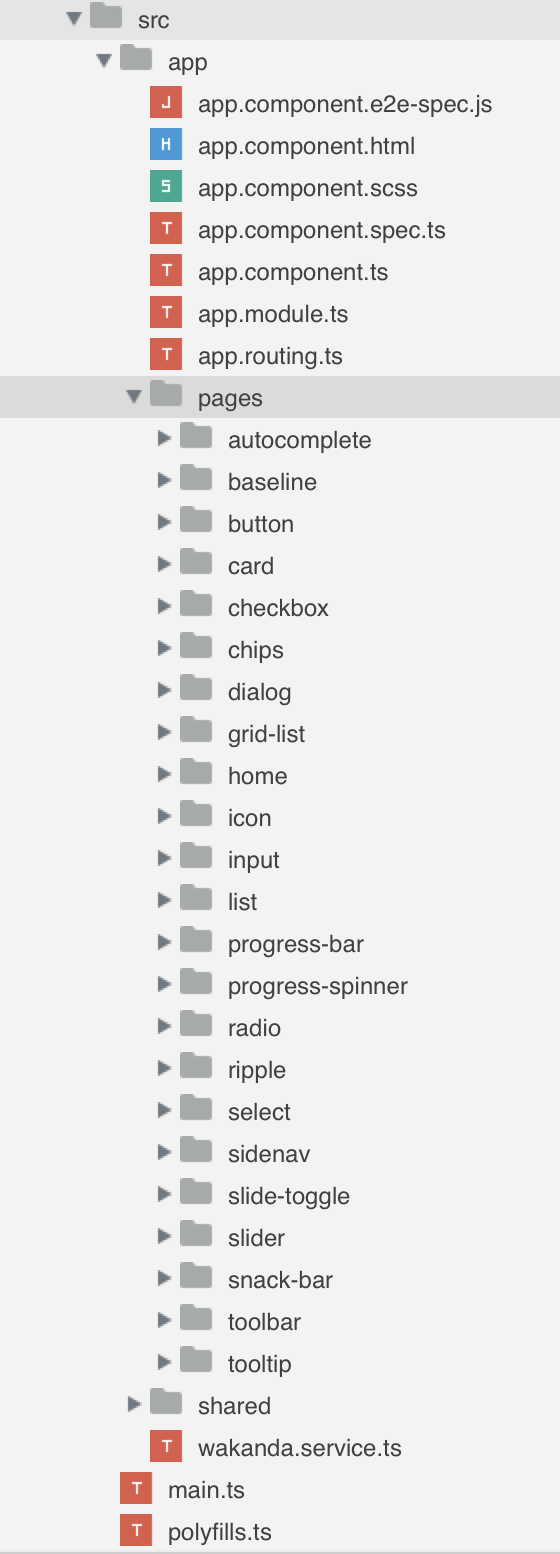 src
app
J app.component.e2e-spec.js
H app.component.html
S app.component.scss
T app.component.spec.ts
T app.component.ts
T app.module.ts
T app.routing.ts
pages
autocomplete
baseline
button
card
checkbox
chips
dialog
grid-list
home
icon
input
list
progress-bar
progress-spinner
radio
ripple
select
sidenav
slide-toggle
slider
snack-bar
toolbar
tooltip
shared
T wakanda.service.ts
T main.ts
T polyfills.ts